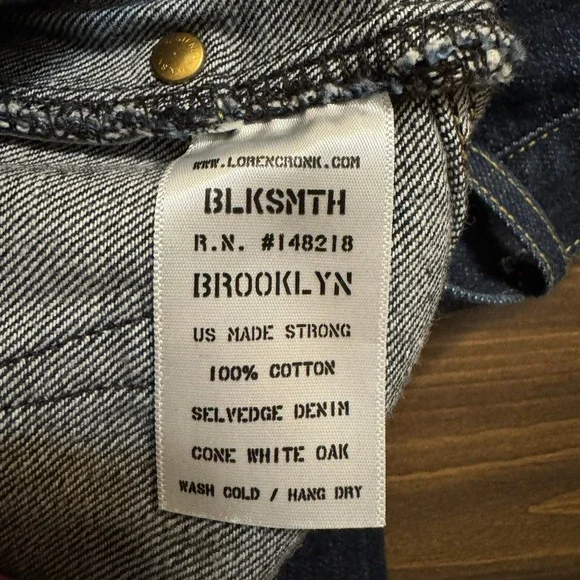 WWW.LORENCRONK.COM
BLKSMTH
R.N. #148218
BROOKLYN
US MADE STRONG
100% COTTON
SELVEDGE DENIM
CONE WHITE OAK
WASH COLD / HANG DRY